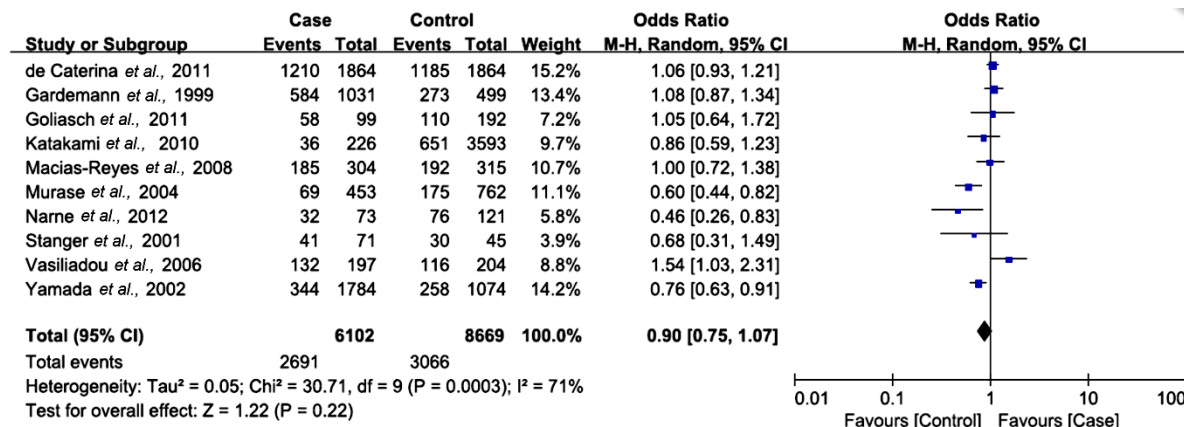 Case Control Odds Ratio Odds Ratio
Study or Subgroup Events Total Events Total Weight M-H, Random, 95% CI M-H, Random, 95% CI
de Caterina et al., 2011 1210 1864 1185 1864 15.2% 1.06 [0.93, 1.21]
Gardemann et al., 1999 584 1031 273 499 13.4% 1.08 [0.87, 1.34]
Goliasch et al., 2011 58 99 110 192 7.2% 1.05 [0.64, 1.72]
Katakami et al., 2010 36 226 651 3593 9.7% 0.86 [0.59, 1.23]
Macias-Reyes et al., 2008 185 304 192 315 10.7% 1.00 [0.72, 1.38]
Murase et al., 2004 69 453 175 762 11.1% 0.60 [0.44, 0.82]
Narne et al., 2012 32 73 76 121 5.8% 0.46 [0.26, 0.83]
Stanger et al., 2001 41 71 30 45 3.9% 0.68 [0.31, 1.49]
Vasiliadou et al., 2006 132 197 116 204 8.8% 1.54 [1.03, 2.31]
Yamada et al., 2002 344 1784 258 1074 14.2% 0.76 [0.63, 0.91]
Total (95% CI) 6102 8669 100.0% 0.90 [0.75, 1.07]
Total events 2691 3066
Heterogeneity: Tau² = 0.05; Chi² = 30.71, df = 9 (P = 0.0003); I² = 71%
Test for overall effect: Z = 1.22 (P = 0.22)
0.01 0.1 1 10 100
Favours [Control] Favours [Case]